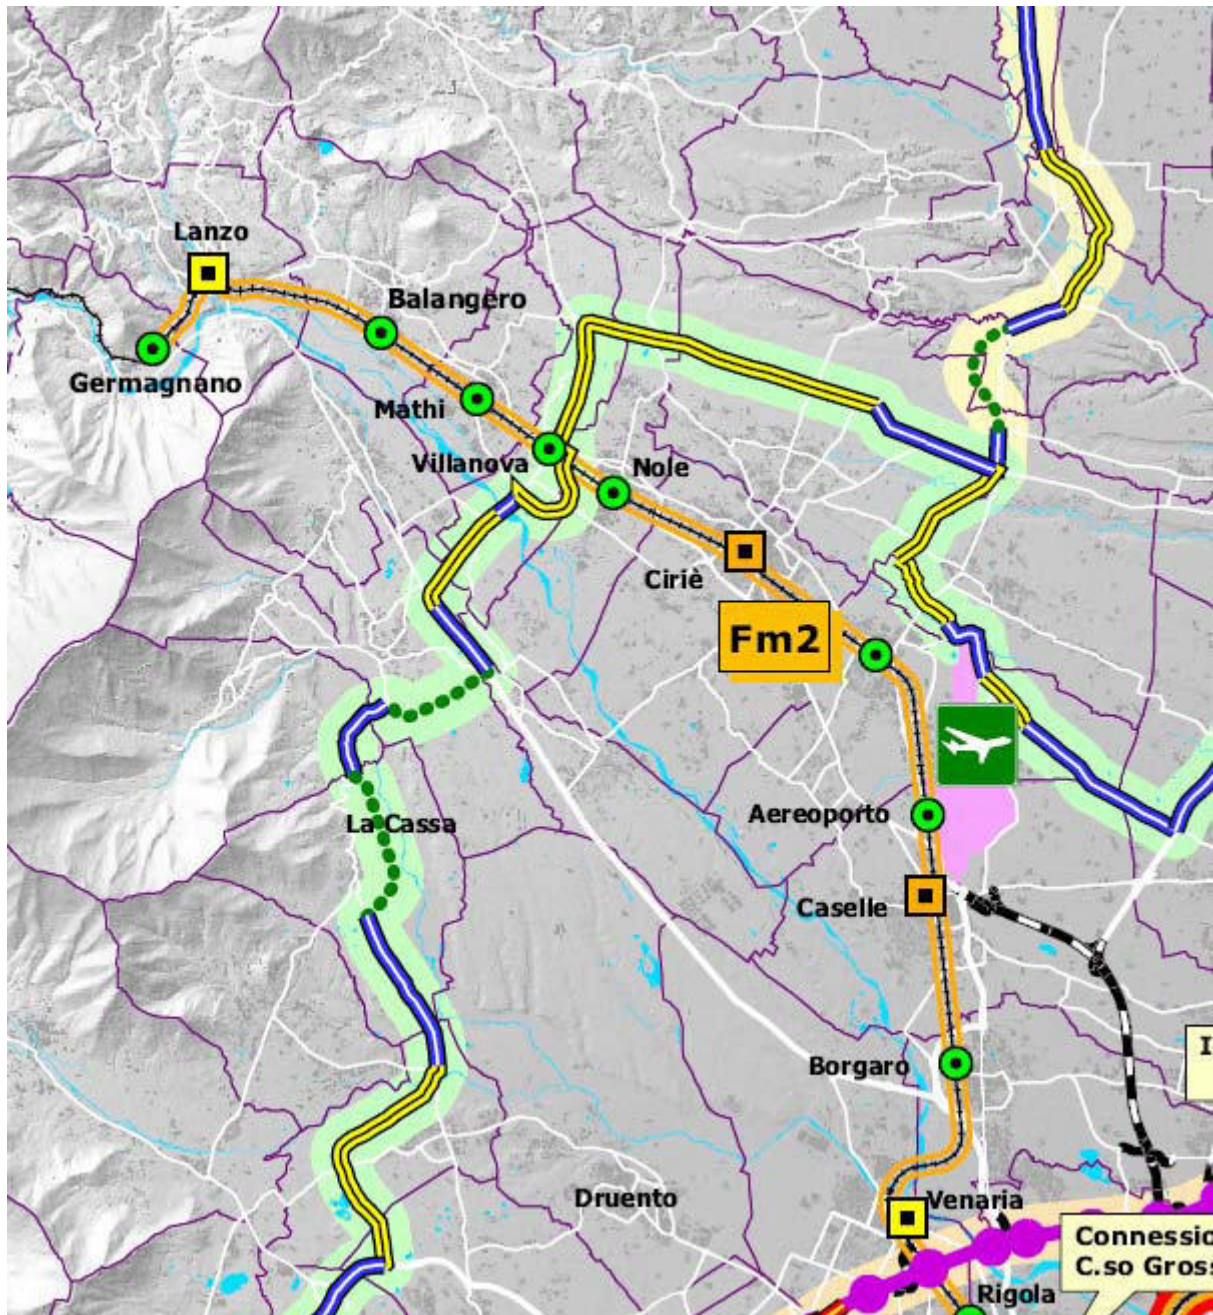 Lanzo
Balangero
Germagnano
Mathi
Villanova
Nole
Ciriè
Fm2
Aereoporto
La Cassa
Caselle
I
Borgaro
Druento
Venaria
Connessio
C.so Gros
Rigola